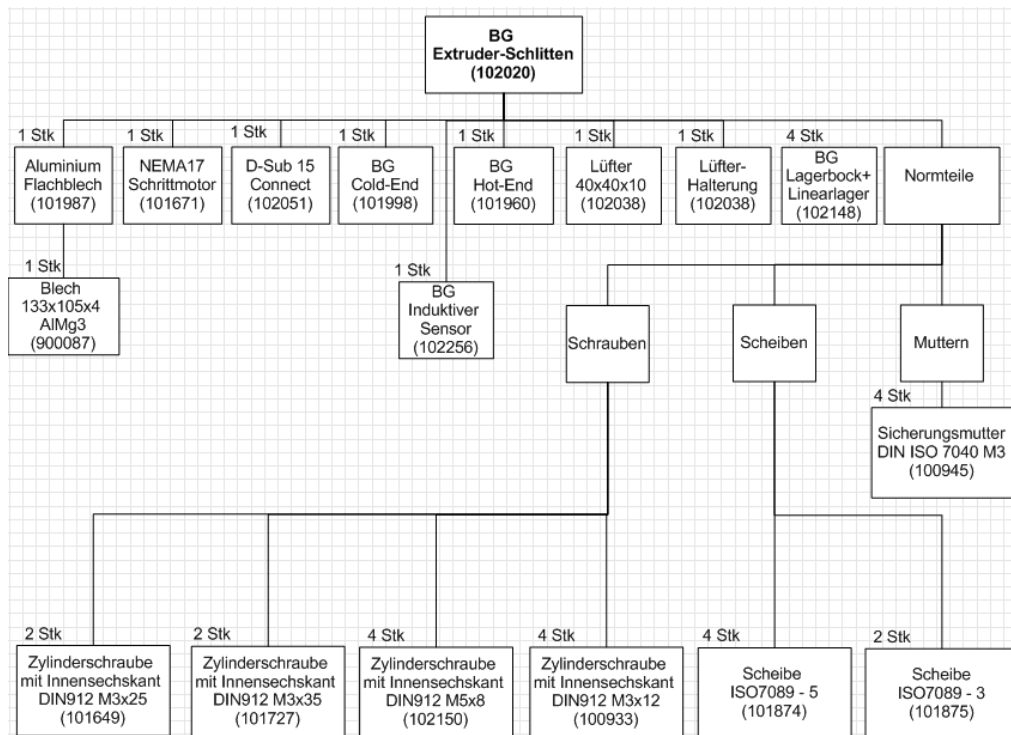 BG
Extruder-Schlitten
(102020)
1 Stk
Aluminium
Flachblech
(101987)
1 Stk
NEMA17
Schrittmotor
(101671)
1 Stk
D-Sub 15
Connect
(102051)
1 Stk
BG
Cold-End
(101998)
1 Stk
BG
Hot-End
(101960)
1 Stk
Lüfter
40x40x10
(102038)
1 Stk
Lüfter-
Halterung
(102038)
4 Stk
BG
Lagerbock+
Linearlager
(102148)
Normteile
1 Stk
Blech
133x105x4
AlMg3
(900087)
1 Stk
BG
Induktiver
Sensor
(102256)
Schrauben
Scheiben
Muttern
4 Stk
Sicherungsmutter
DIN ISO 7040 M3
(100945)
2 Stk
Zylinderschraube
mit Innensechskant
DIN912 M3x25
(101649)
2 Stk
Zylinderschraube
mit Innensechskant
DIN912 M3x35
(101727)
4 Stk
Zylinderschraube
mit Innensechskant
DIN912 M5x8
(102150)
4 Stk
Zylinderschraube
mit Innensechskant
DIN912 M3x12
(100933)
4 Stk
Scheibe
ISO7089 - 5
(101874)
2 Stk
Scheibe
ISO7089 - 3
(101875)